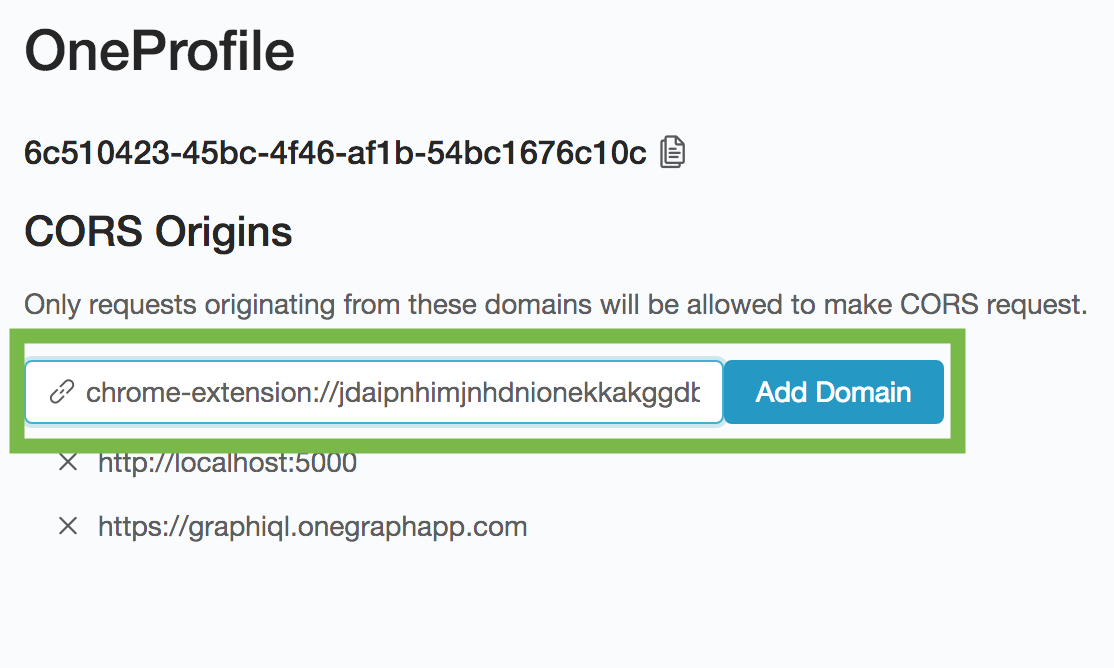 OneProfile
6c510423-45bc-4f46-af1b-54bc1676c10c
CORS Origins
Only requests originating from these domains will be allowed to make CORS request.
chrome-extension://jdaipnhimjnhdnionekkakggdb Add Domain
http://localhost:5000
https://graphiql.onegraphapp.com